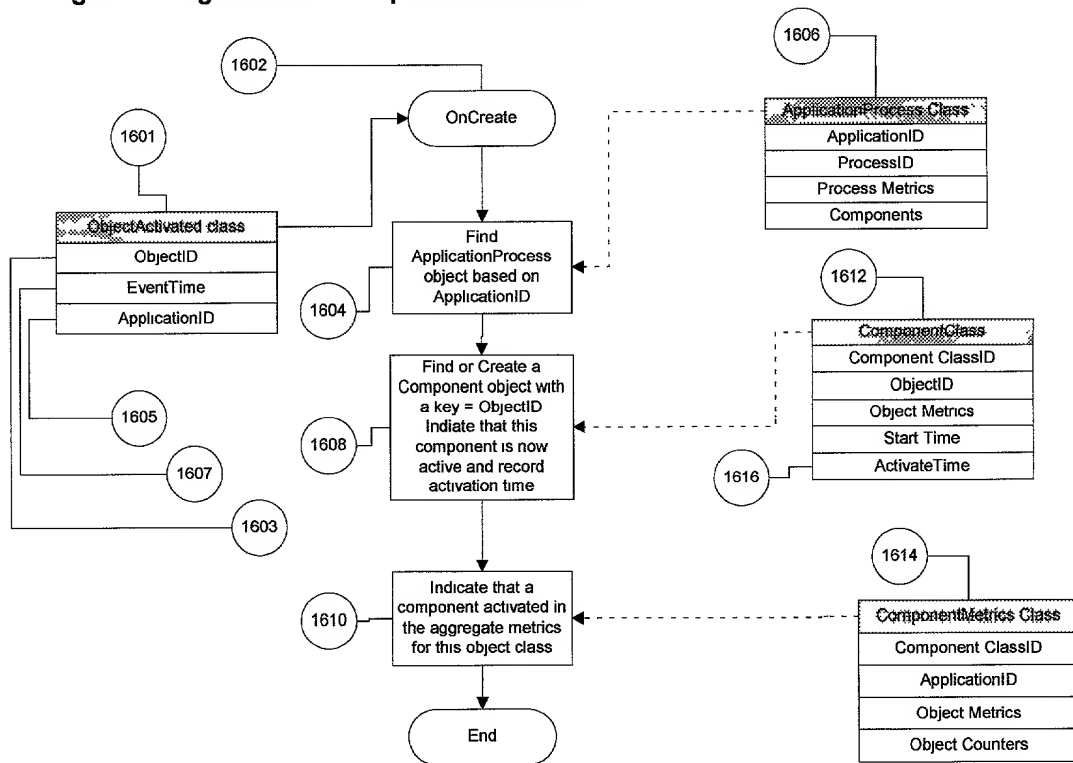 1606
1602
OnCreate
ApplicationProcess Class
ApplicationID
ProcessID
Process Metrics
Components
1601
ObjectActivated class
ObjectID
EventTime
ApplicationID
Find
ApplicationProcess
object based on
ApplicationID
1604
1612
ComponentClass
Component ClassID
ObjectID
Object Metrics
Start Time
ActivateTime
1616
Find or Create a
Component object with
a key = ObjectID
Indiate that this
component is now
active and record
activation time
1608
1605
1607
1603
1614
ComponentMetrics Class
Component ClassID
ApplicationID
Object Metrics
Object Counters
Indicate that a
component activated in
the aggregate metrics
for this object class
1610
End